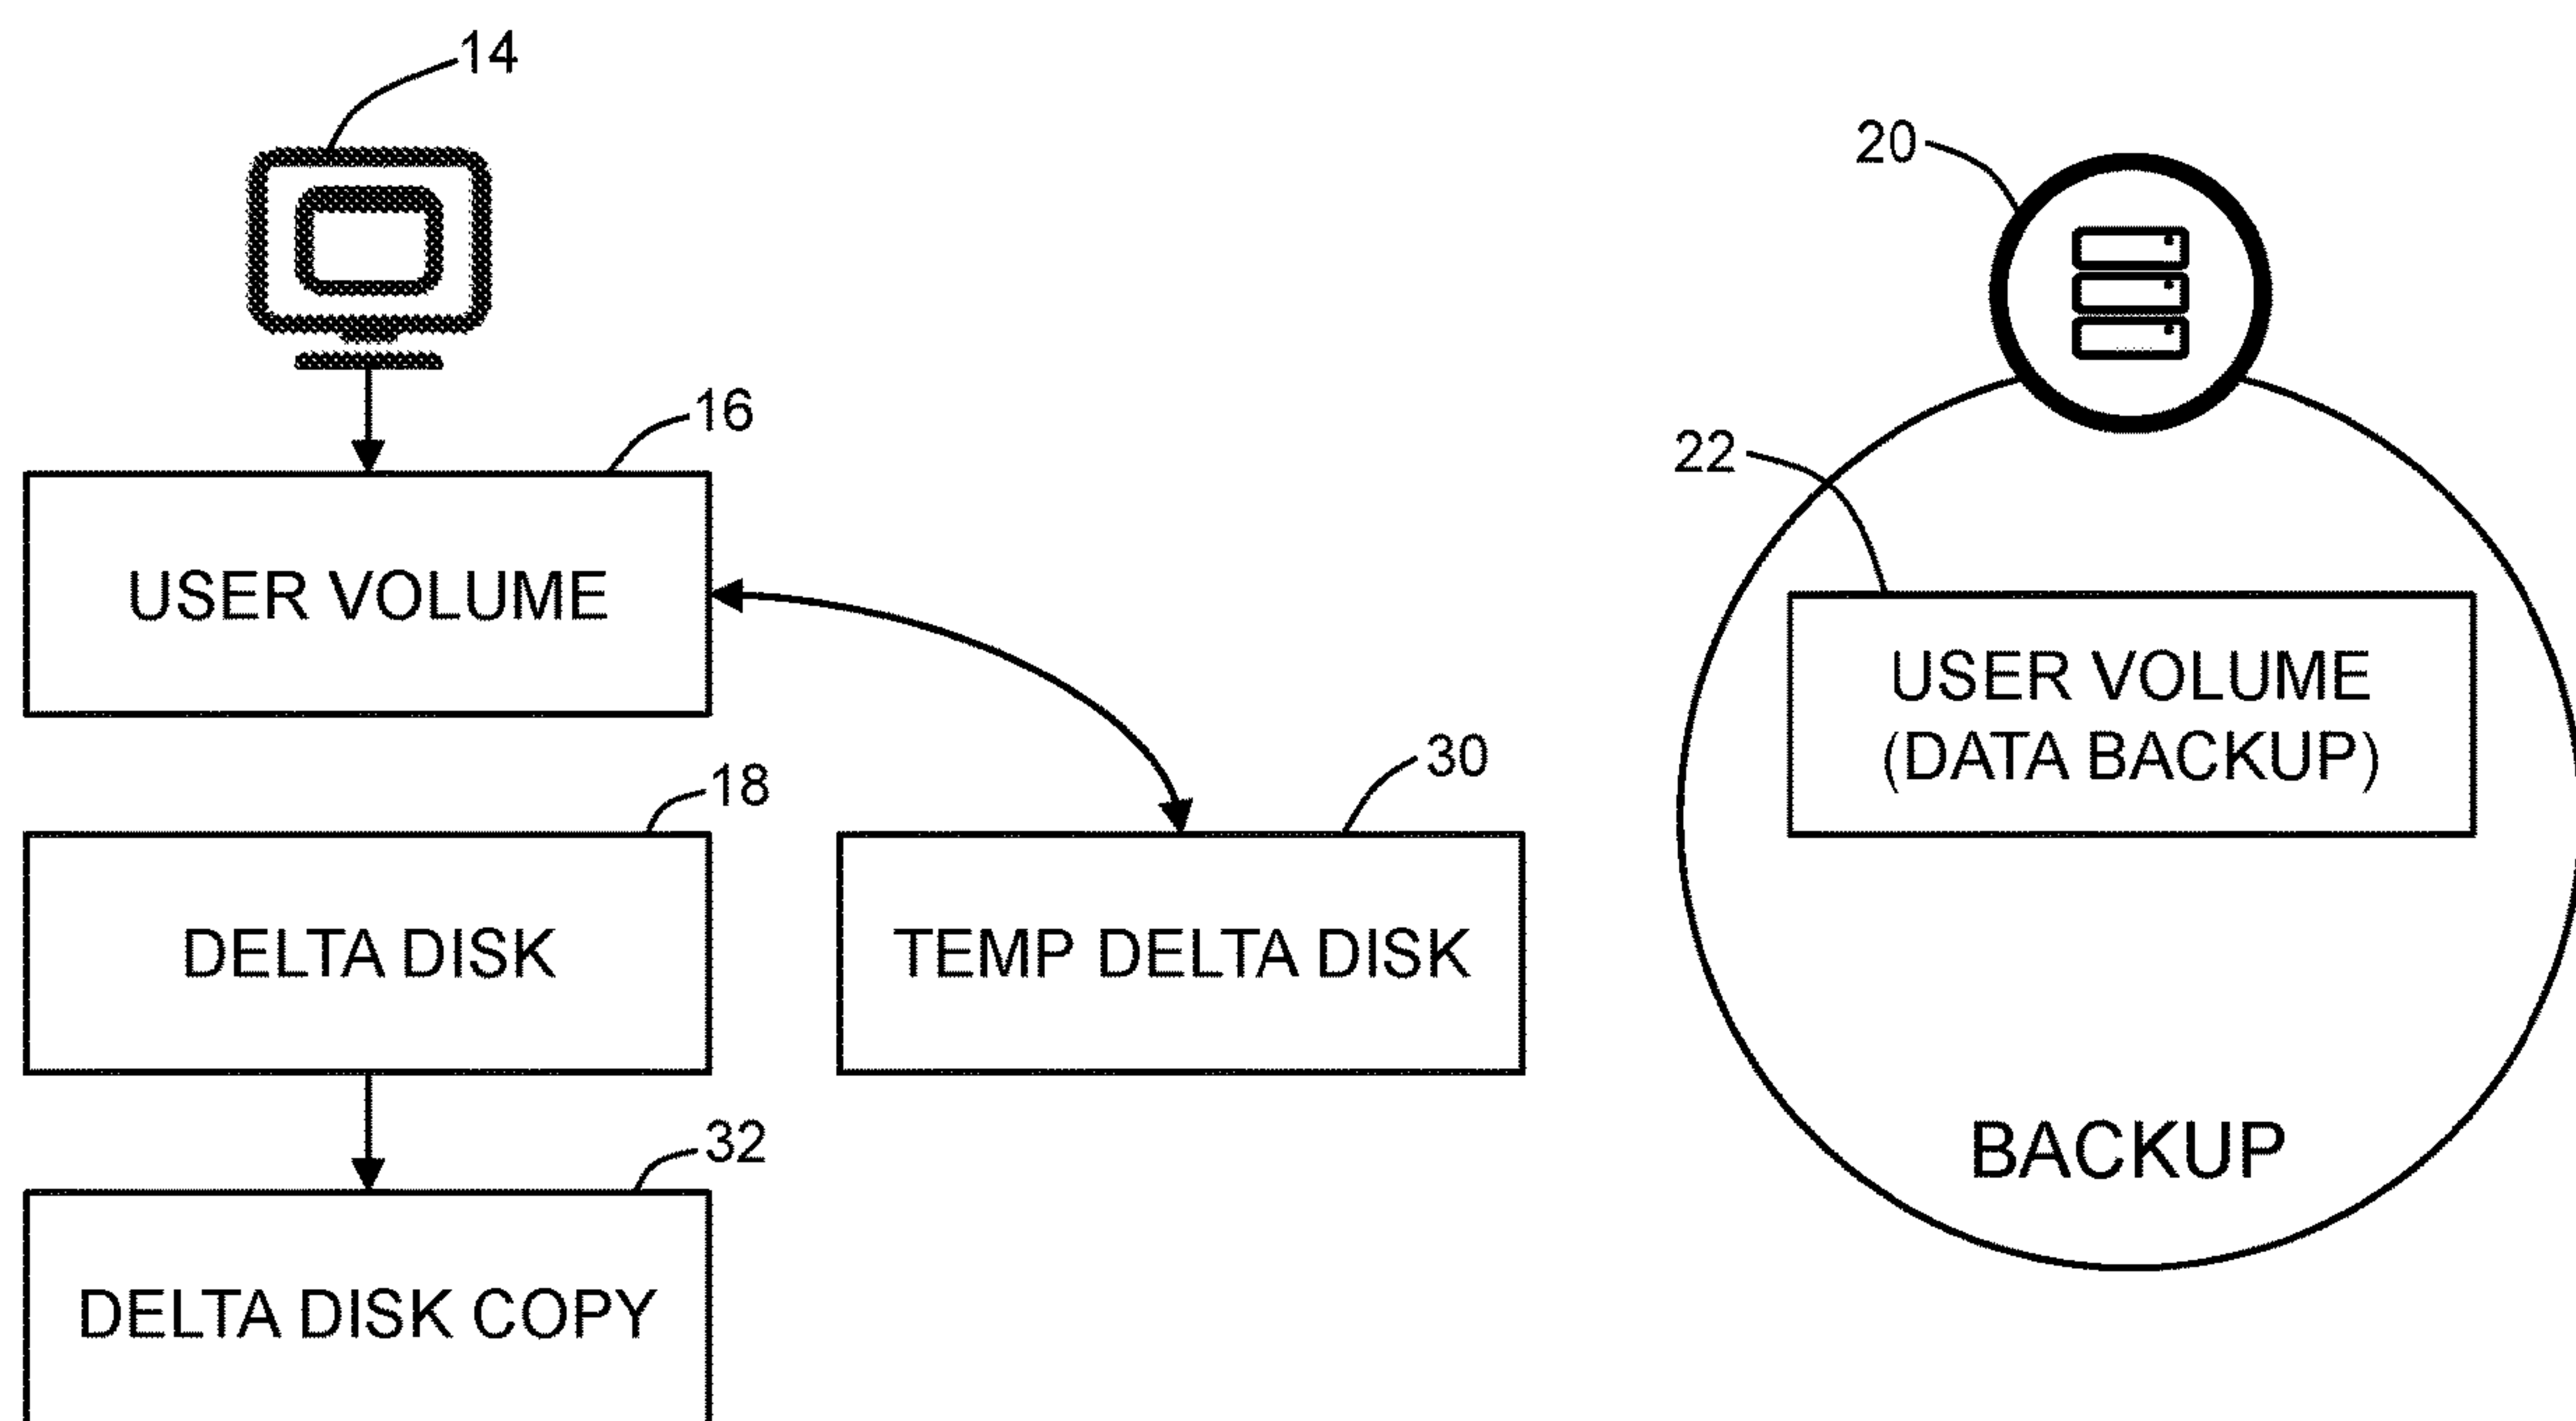 14
16
USER VOLUME
18
DELTA DISK
30
TEMP DELTA DISK
32
DELTA DISK COPY
20
22
USER VOLUME
(DATA BACKUP)
BACKUP